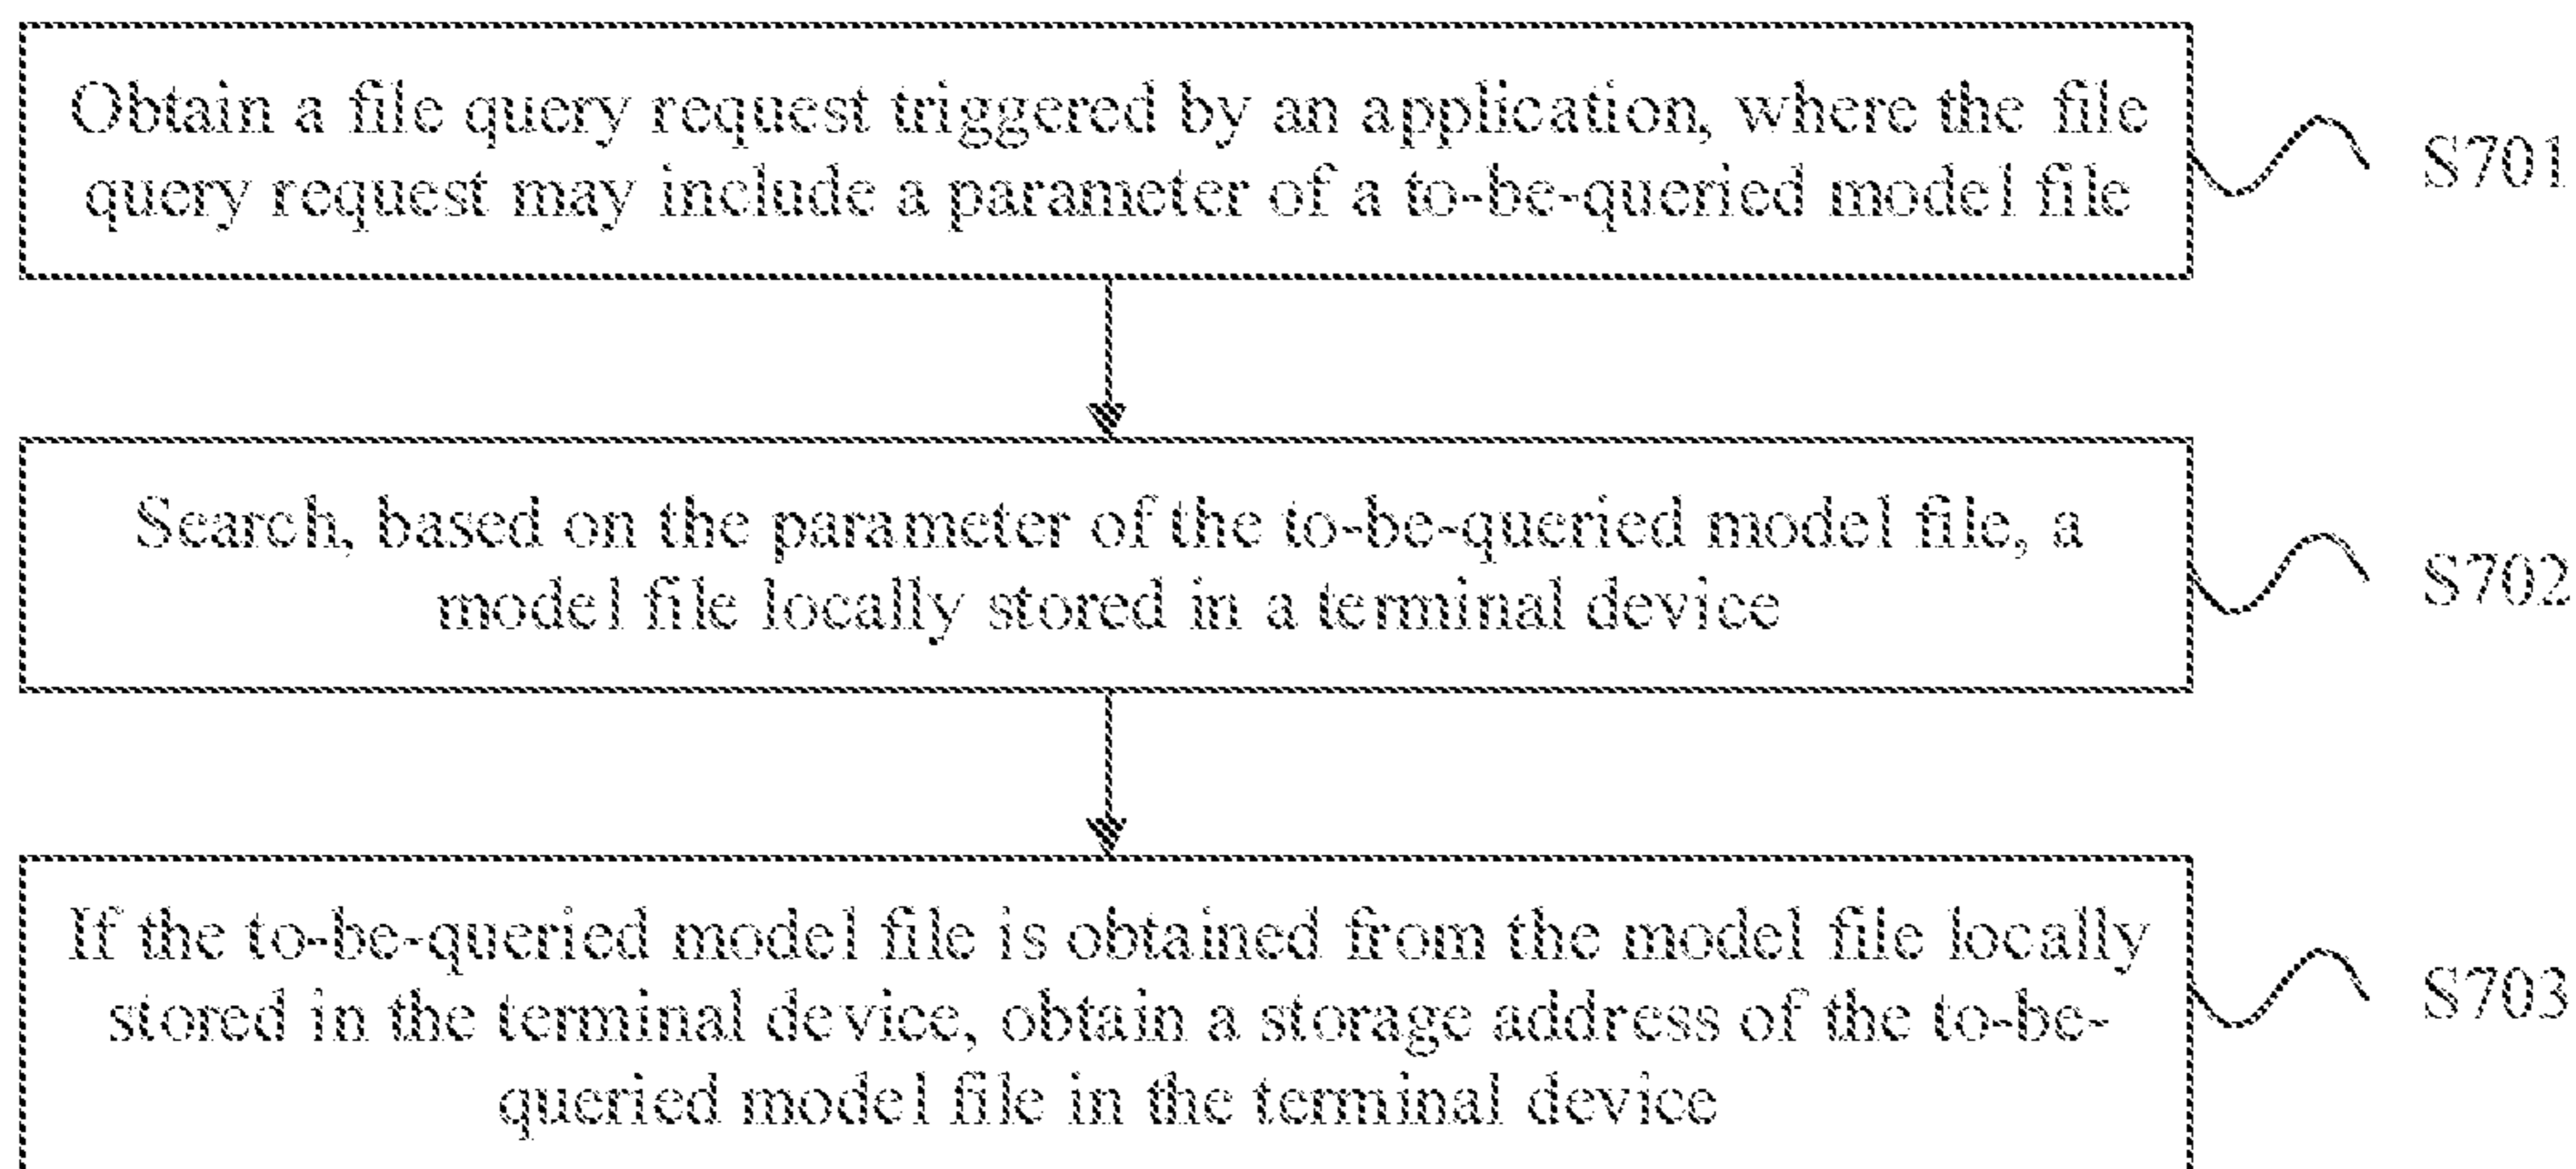 Obtain a file query request triggered by an application, where the file
query request may include a parameter of a to-be-queried model file
S701
Search, based on the parameter of the to-be-queried model file, a
model file locally stored in a terminal device
S702
If the to-be-queried model file is obtained from the model file locally
stored in the terminal device, obtain a storage address of the to-be-
queried model file in the terminal device
S703